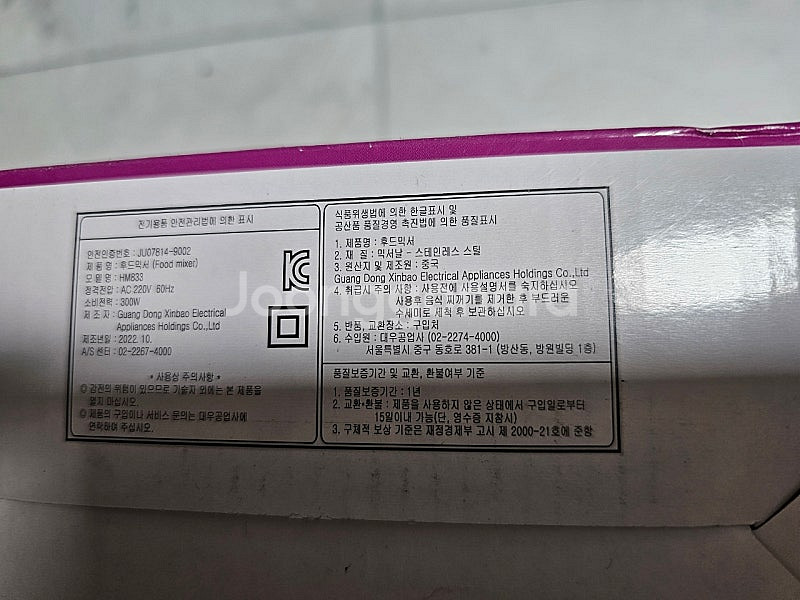 전기용품 안전관리법에 의한 표시
안전인증번호 : JU07814-9002
제 품 명 : 후드믹서 (Food mixer)
모 델 명 : HM833
정격전압 : AC 220V 60Hz
소비전력 : 300W
제 조 자 : Guang Dong Xinbao Electrical
Appliances Holdings Co.,Ltd
제조년월 : 2022.10.
A/S 센터 : 02-2267-4000
* 사용상 주의사항 *
◎ 감전의 위험이 있으므로 기술자 외에는 본 제품을
열지 마십시오.
◎ 제품의 구입이나 서비스 문의는 대우공업사에
연락하여 주십시오.
식품위생법에 의한 한글표시 및
공산품 품질경영 촉진법에 의한 품질표시
1. 제품명 : 후드믹서
2. 재 질 : 믹서날 - 스테인레스 스틸
3. 원산지 및 제조원 : 중국
Guang Dong Xinbao Electrical Appliances Holdings Co.,Ltd
4. 취급시 주의 사항 : 사용전에 사용설명서를 숙지하십시오
사용후 음식 찌꺼기를 제거한 후 부드러운
수세미로 세척 후 보관하십시오
5. 반품, 교환장소 : 구입처
6. 수입원 : 대우공업사 (02-2274-4000)
서울특별시 중구 동호로 381-1 (방산동, 방원빌딩 1층)
품질보증기간 및 교환, 환불여부 기준
1. 품질보증기간 : 1년
2. 교환•환불 : 제품을 사용하지 않은 상태에서 구입일로부터
15일이내 가능(단, 영수증 지참시)
3. 구체적 보상 기준은 재정경제부 고시 제 2000-21호에 준함